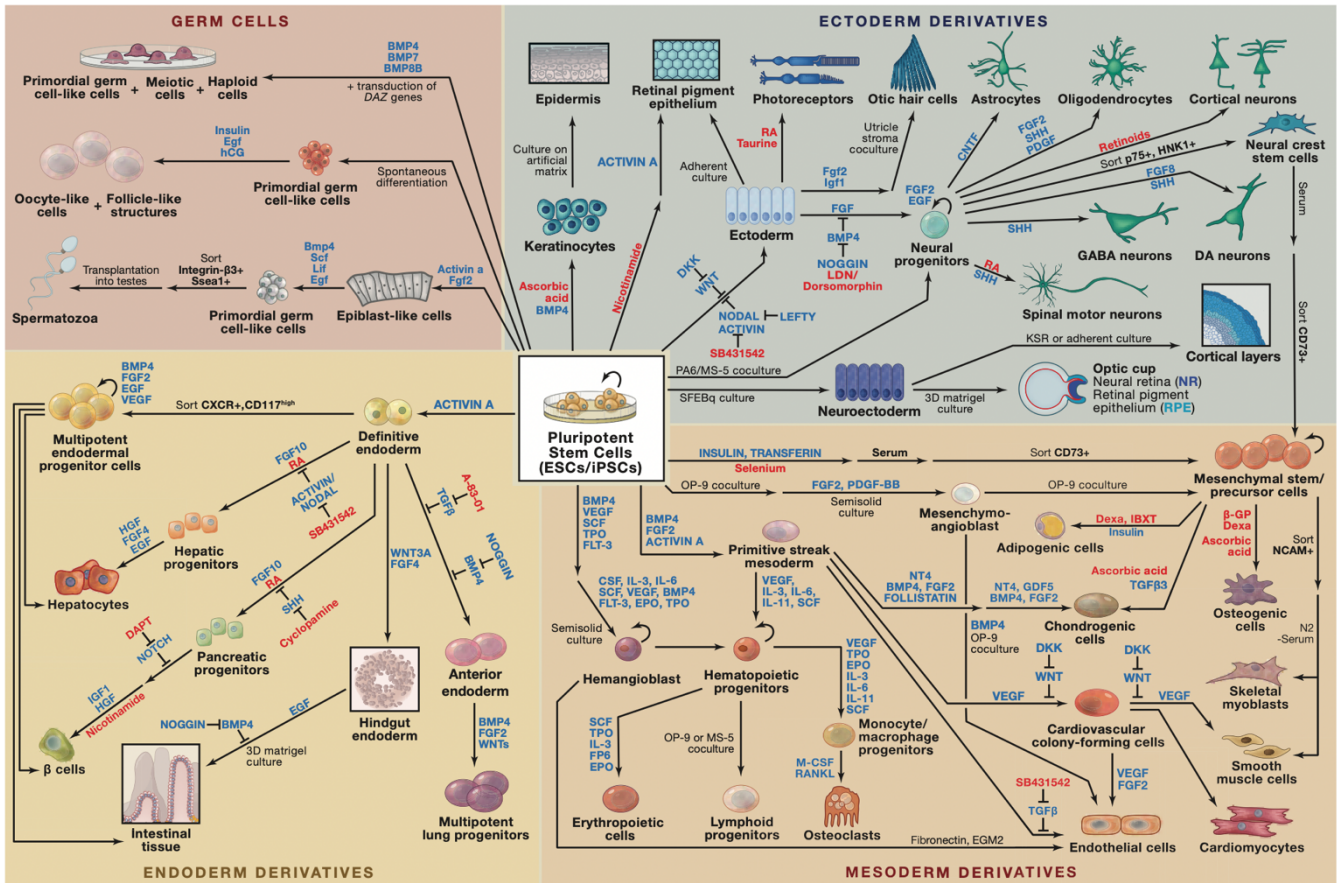 GERM CELLS
BMP4
BMP7
BMP8B
+ transduction of
DAZ genes
Primordial germ
cell-like cells
+
Meiotic
cells
+
Haploid
cells
Insulin
Egf
hCG
Primordial germ
cell-like cells
Spontaneous
differentiation
Oocyte-like
cells
+
Follicle-like
structures
Spermatozoa
Transplantation
into testes
Sort
Integrin-β3+
Ssea1+
Primordial germ
cell-like cells
Bmp4
Scf
Lif
Egf
Epiblast-like cells
Activin a
Fgf2
ECTODERM DERIVATIVES
Epidermis
Retinal pigment
epithelium
Photoreceptors
Otic hair cells
Astrocytes
Oligodendrocytes
Cortical neurons
Culture on
artificial
matrix
ACTIVIN A
Adherent
culture
RA
Taurine
Utricle
stroma
coculture
CNTF
FGF2
SHH
PDGF
Retinoids
Sort p75+, HNK1+
Neural crest
stem cells
Keratinocytes
Ectoderm
Fgf2
Igf1
FGF
BMP4
NOGGIN
LDN/
Dorsomorphin
FGF2
EGF
Neural
progenitors
FGF8
SHH
SHH
GABA neurons
DA neurons
Serum
RA
SHH
Spinal motor neurons
Ascorbic
acid
BMP4
Nicotinamide
DKK
WNT
NODAL
ACTIVIN
LEFTY
SB431542
PA6/MS-5 coculture
SFEBq culture
Neuroectoderm
KSR or adherent culture
Cortical layers
3D matrigel
culture
Optic cup
Neural retina (NR)
Retinal pigment
epithelium (RPE)
Sort CD73+
Pluripotent
Stem Cells
(ESCs/iPSCs)
BMP4
FGF2
EGF
VEGF
Multipotent
endodermal
progenitor cells
Sort CXCR+,CD117high
Definitive
endoderm
ACTIVIN A
FGF10
RA
ACTIVIN/
NODAL
SB431542
HGF
FGF4
EGF
Hepatic
progenitors
Hepatocytes
FGF10
RA
SHH
Cyclopamine
DAPT
NOTCH
Pancreatic
progenitors
IGF1
HGF
Nicotinamide
β cells
WNT3A
FGF4
A-83-01
TGFβ
NOGGIN
BMP4
Hindgut
endoderm
EGF
NOGGIN
BMP4
3D matrigel
culture
Intestinal
tissue
Anterior
endoderm
BMP4
FGF2
WNTs
Multipotent
lung progenitors
ENDODERM DERIVATIVES
INSULIN, TRANSFERIN
Selenium
Serum
Sort CD73+
Mesenchymal stem/
precursor cells
OP-9 coculture
FGF2, PDGF-BB
Semisolid
culture
Mesenchymo-
angioblast
OP-9 coculture
BMP4
VEGF
SCF
TPO
FLT-3
BMP4
FGF2
ACTIVIN A
Primitive streak
mesoderm
Dexa, IBXT
Insulin
Adipogenic cells
β-GP
Dexa
Ascorbic
acid
Sort
NCAM+
Osteogenic
cells
Ascorbic acid
TGFβ3
NT4
BMP4, FGF2
FOLLISTATIN
NT4, GDF5
BMP4, FGF2
Chondrogenic
cells
CSF, IL-3, IL-6
SCF, VEGF, BMP4
FLT-3, EPO, TPO
VEGF,
IL-3, IL-6,
IL-11, SCF
Semisolid
culture
Hemangioblast
Hematopoietic
progenitors
VEGF
TPO
EPO
IL-3
IL-6
IL-11
SCF
BMP4
OP-9
coculture
DKK
WNT
DKK
WNT
VEGF
VEGF
Cardiovascular
colony-forming cells
N2
-Serum
Skeletal
myoblasts
Smooth
muscle cells
SCF
TPO
IL-3
FP6
EPO
OP-9 or MS-5
coculture
Monocyte/
macrophage
progenitors
M-CSF
RANKL
SB431542
TGFβ
VEGF
FGF2
Erythropoietic
cells
Lymphoid
progenitors
Osteoclasts
Fibronectin, EGM2
Endothelial cells
Cardiomyocytes
MESODERM DERIVATIVES